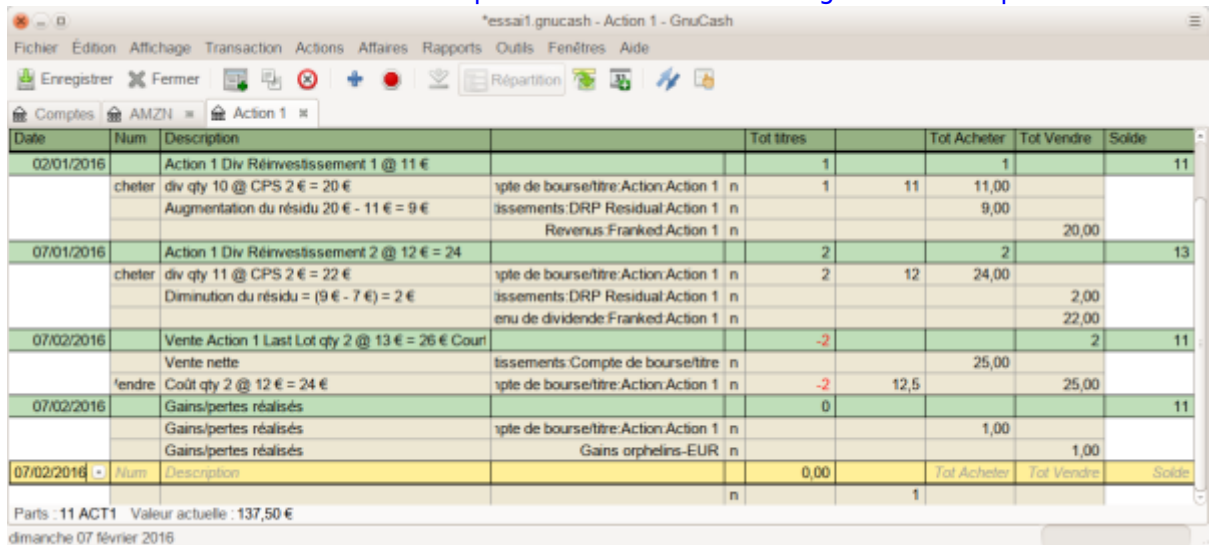 *essai1.gnucash - Action 1 - GnuCash
Fichier Édition Affichage Transaction Actions Affaires Rapports Outils Fenêtres Aide
Enregistrer Fermer Répartition
Comptes AMZN Action 1
Date Num Description Tot titres Tot Acheter Tot Vendre Solde
02/01/2016 Action 1 Div Réinvestissement 1 @ 11 € 1 1 11
cheter div qty 10 @ CPS 2 € = 20 € pte de bourse/titre:Action:Action 1 n 1 11 11,00
Augmentation du résidu 20 € - 11 € = 9 € tissements:DRP Residual:Action 1 n 9,00
Revenus:Franked:Action 1 n 20,00
07/01/2016 Action 1 Div Réinvestissement 2 @ 12 € = 24 2 2 13
cheter div qty 11 @ CPS 2 € = 22 € pte de bourse/titre:Action:Action 1 n 2 12 24,00
Diminution du résidu = (9 € - 7 €) = 2 € tissements:DRP Residual:Action 1 n 2,00
enu de dividende:Franked:Action 1 n 22,00
07/02/2016 Vente Action 1 Last Lot qty 2 @ 13 € = 26 € Court -2 2 11
Vente nette tissements:Compte de bourse/titre n 25,00
endre Coût qty 2 @ 12 € = 24 € pte de bourse/titre:Action:Action 1 n -2 12,5 25,00
07/02/2016 Gains/pertes réalisés 0 11
Gains/pertes réalisés pte de bourse/titre:Action:Action 1 n 1,00
Gains/pertes réalisés Gains orphelins-EUR n 1,00
07/02/2016 Num Description 0,00 Tot Acheter Tot Vendre Solde
n 1
Parts : 11 ACT1 Valeur actuelle : 137,50 €
dimanche 07 février 2016